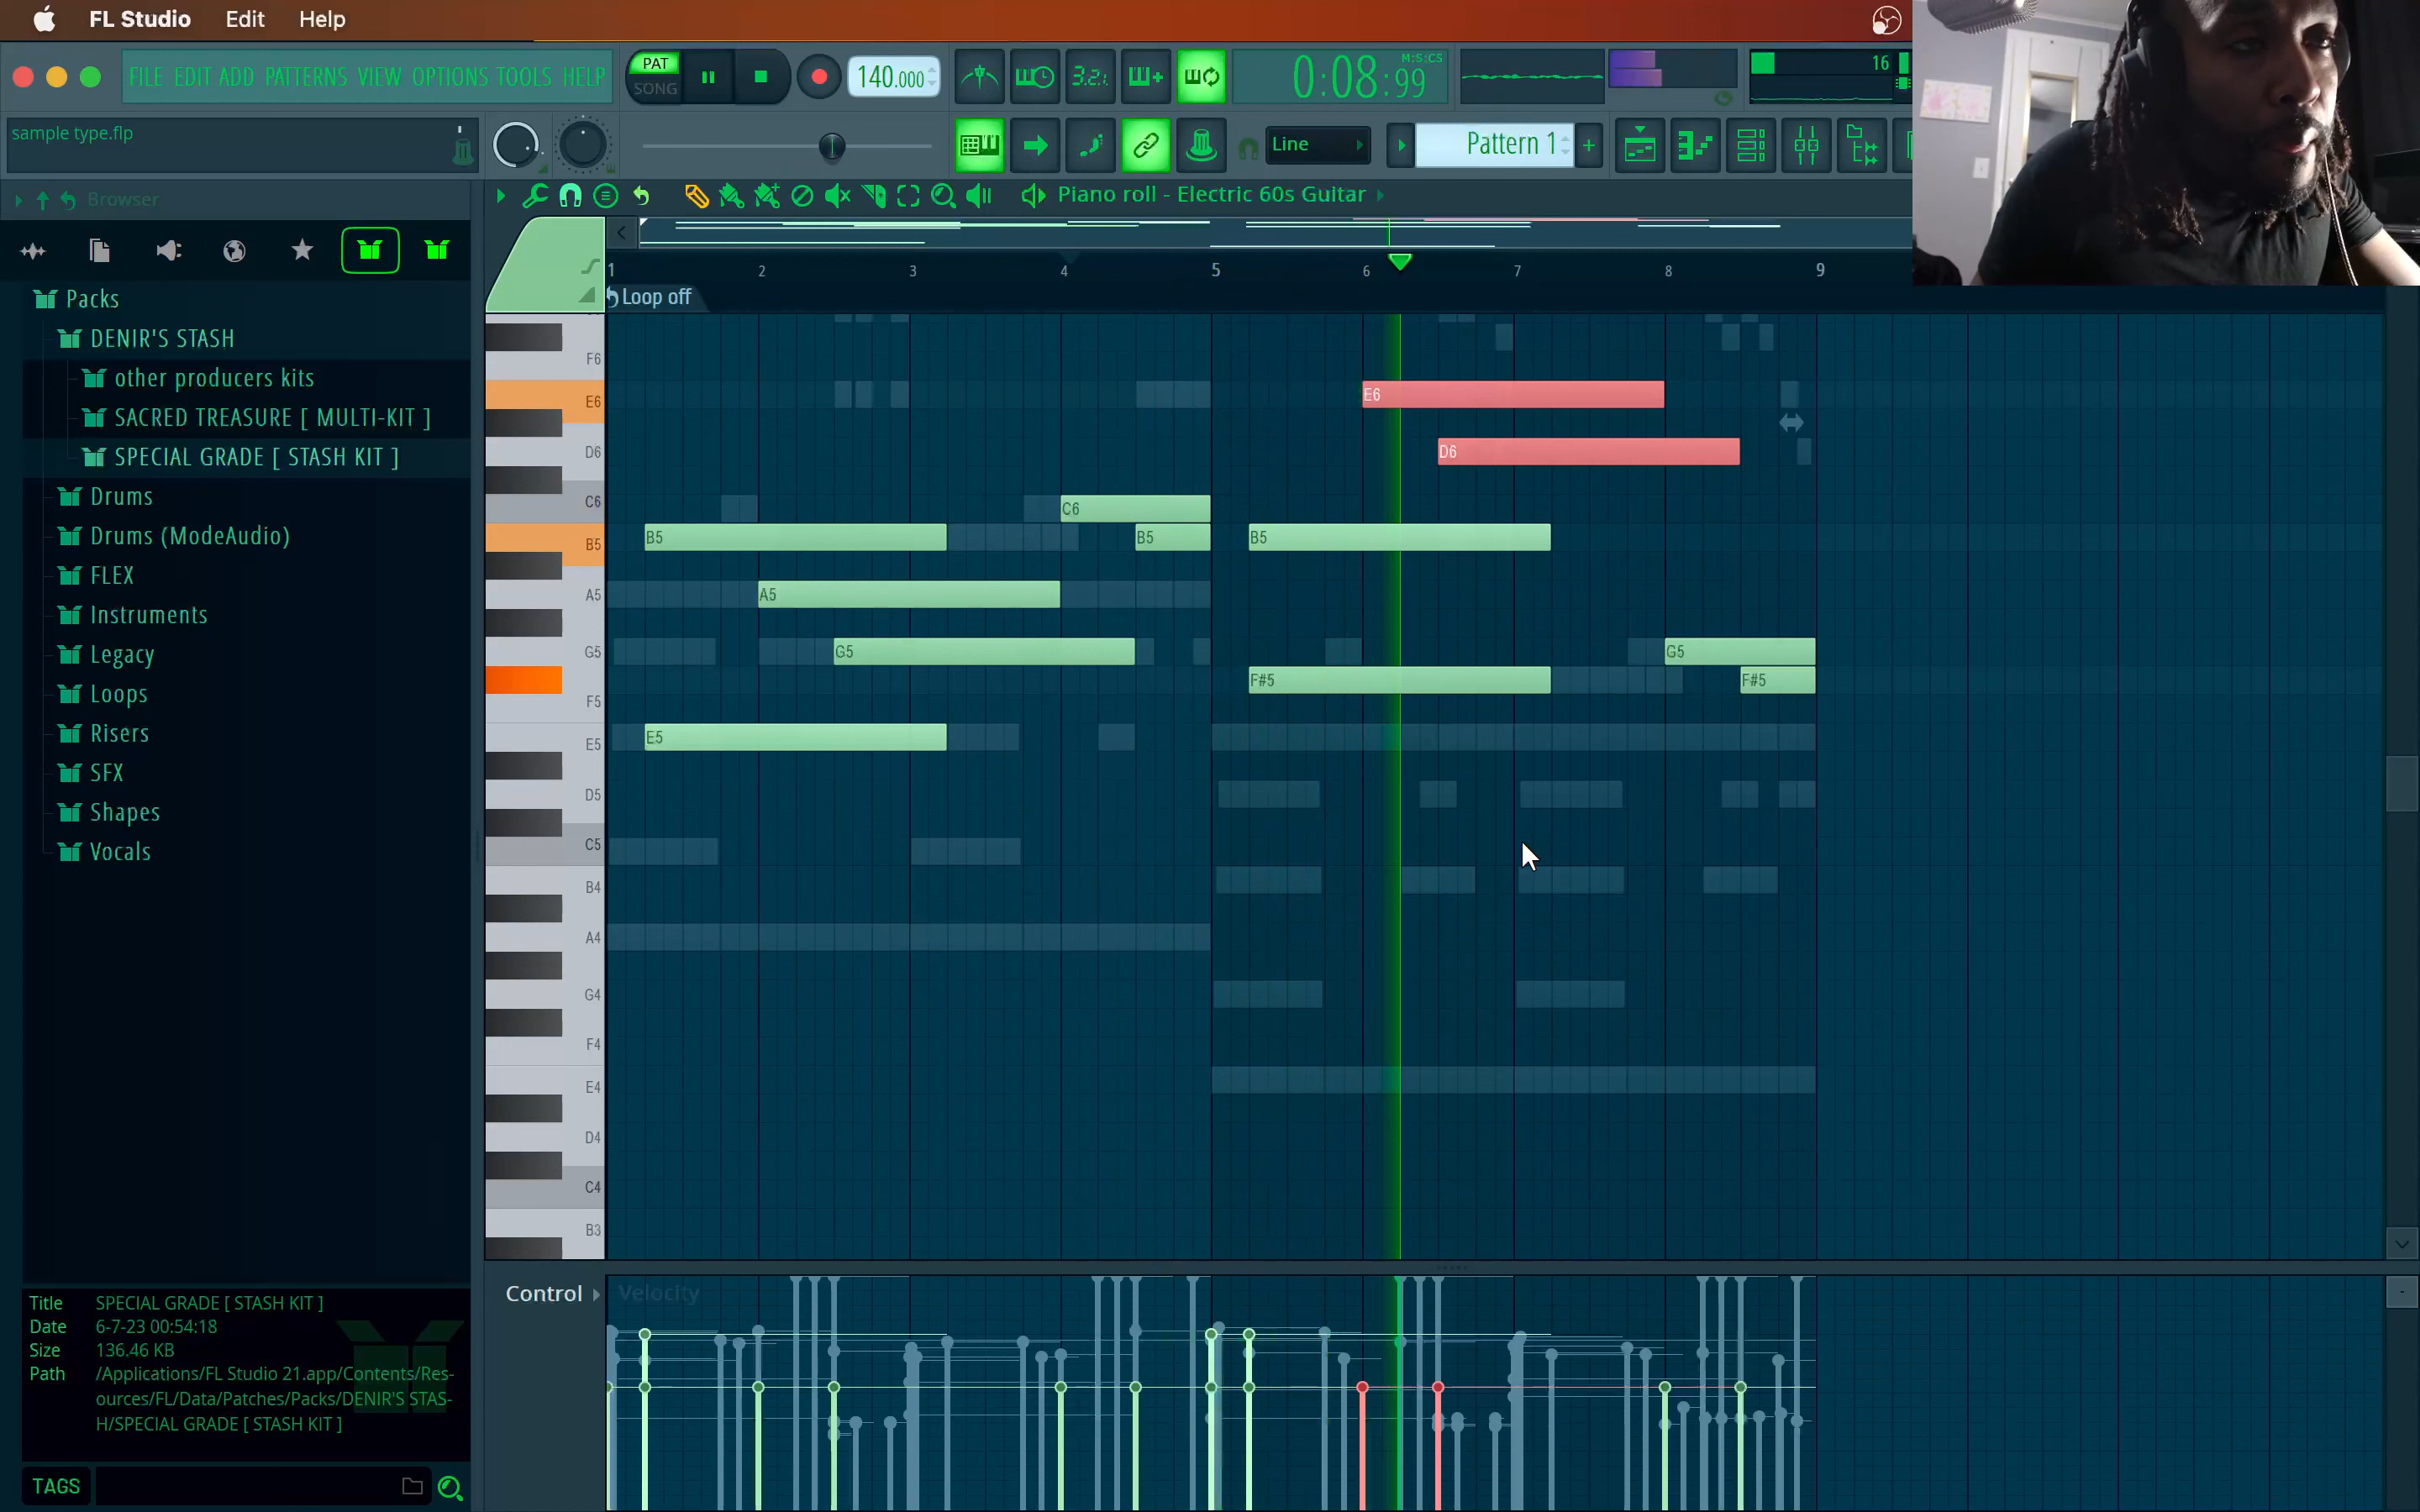 FL Studio Edit Help
FILE EDIT ADD PATTERNS VIEW OPTIONS TOOLS HELP
PAT
SONG
140.000
3.2.
M:S:CS
0:08:99
16
sample type.flp
Line
Pattern 1
+
Browser
Piano roll - Electric 60s Guitar
1 2 3 4 5 6 7 8 9
Loop off
Packs
DENIR'S STASH
other producers kits
SACRED TREASURE [ MULTI-KIT ]
SPECIAL GRADE [ STASH KIT ]
Drums
Drums (ModeAudio)
FLEX
Instruments
Legacy
Loops
Risers
SFX
Shapes
Vocals
F6
E6 E6
D6 D6
C6 C6
B5 B5 B5 B5
A5 A5
G5 G5 G5
F#5 F#5
F5
E5 E5
D5
C5
B4
A4
G4
F4
E4
D4
C4
B3
Control Velocity
Title SPECIAL GRADE [ STASH KIT ]
Date 6-7-23 00:54:18
Size 136.46 KB
Path /Applications/FL Studio 21.app/Contents/Res-
ources/FL/Data/Patches/Packs/DENIR'S STAS-
H/SPECIAL GRADE [ STASH KIT ]
TAGS